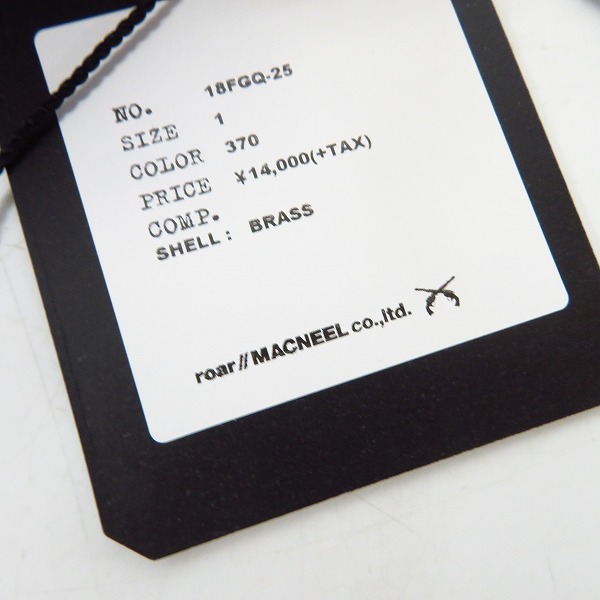 NO. 18FGQ-25
SIZE 1
COLOR 370
PRICE ¥14,000(+TAX)
COMP.
SHELL: BRASS
roar//MACNEEL co.,ltd.